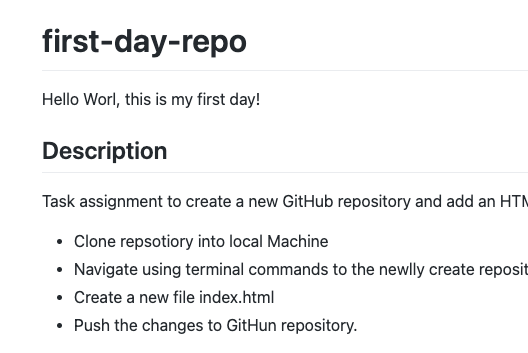 first-day-repo
Hello Worl, this is my first day!
Description
Task assignment to create a new GitHub repository and add an HTM
Clone repsotiory into local Machine
Navigate using terminal commands to the newlly create reposit
Create a new file index.html
Push the changes to GitHun repository.